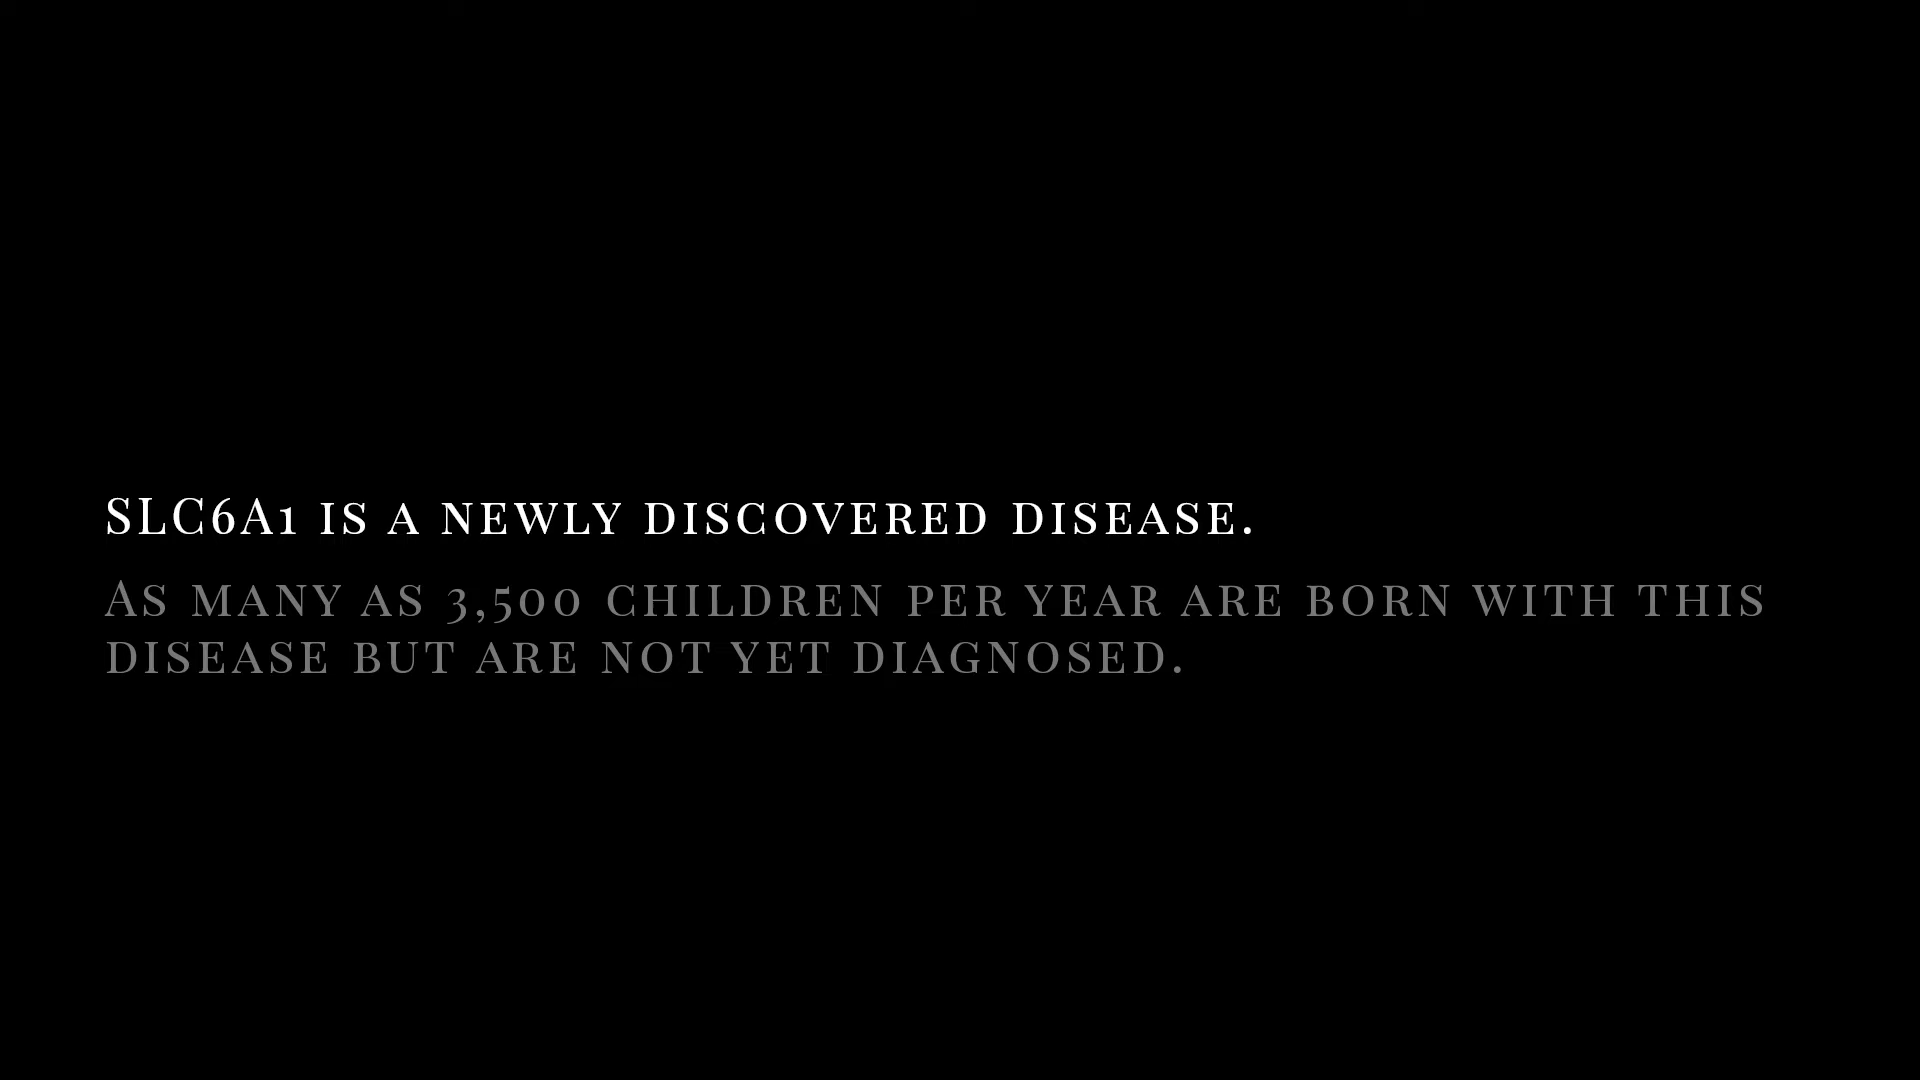 SLC6A1 is a newly discovered disease.
As many as 3,500 children per year are born with this
disease but are not yet diagnosed.